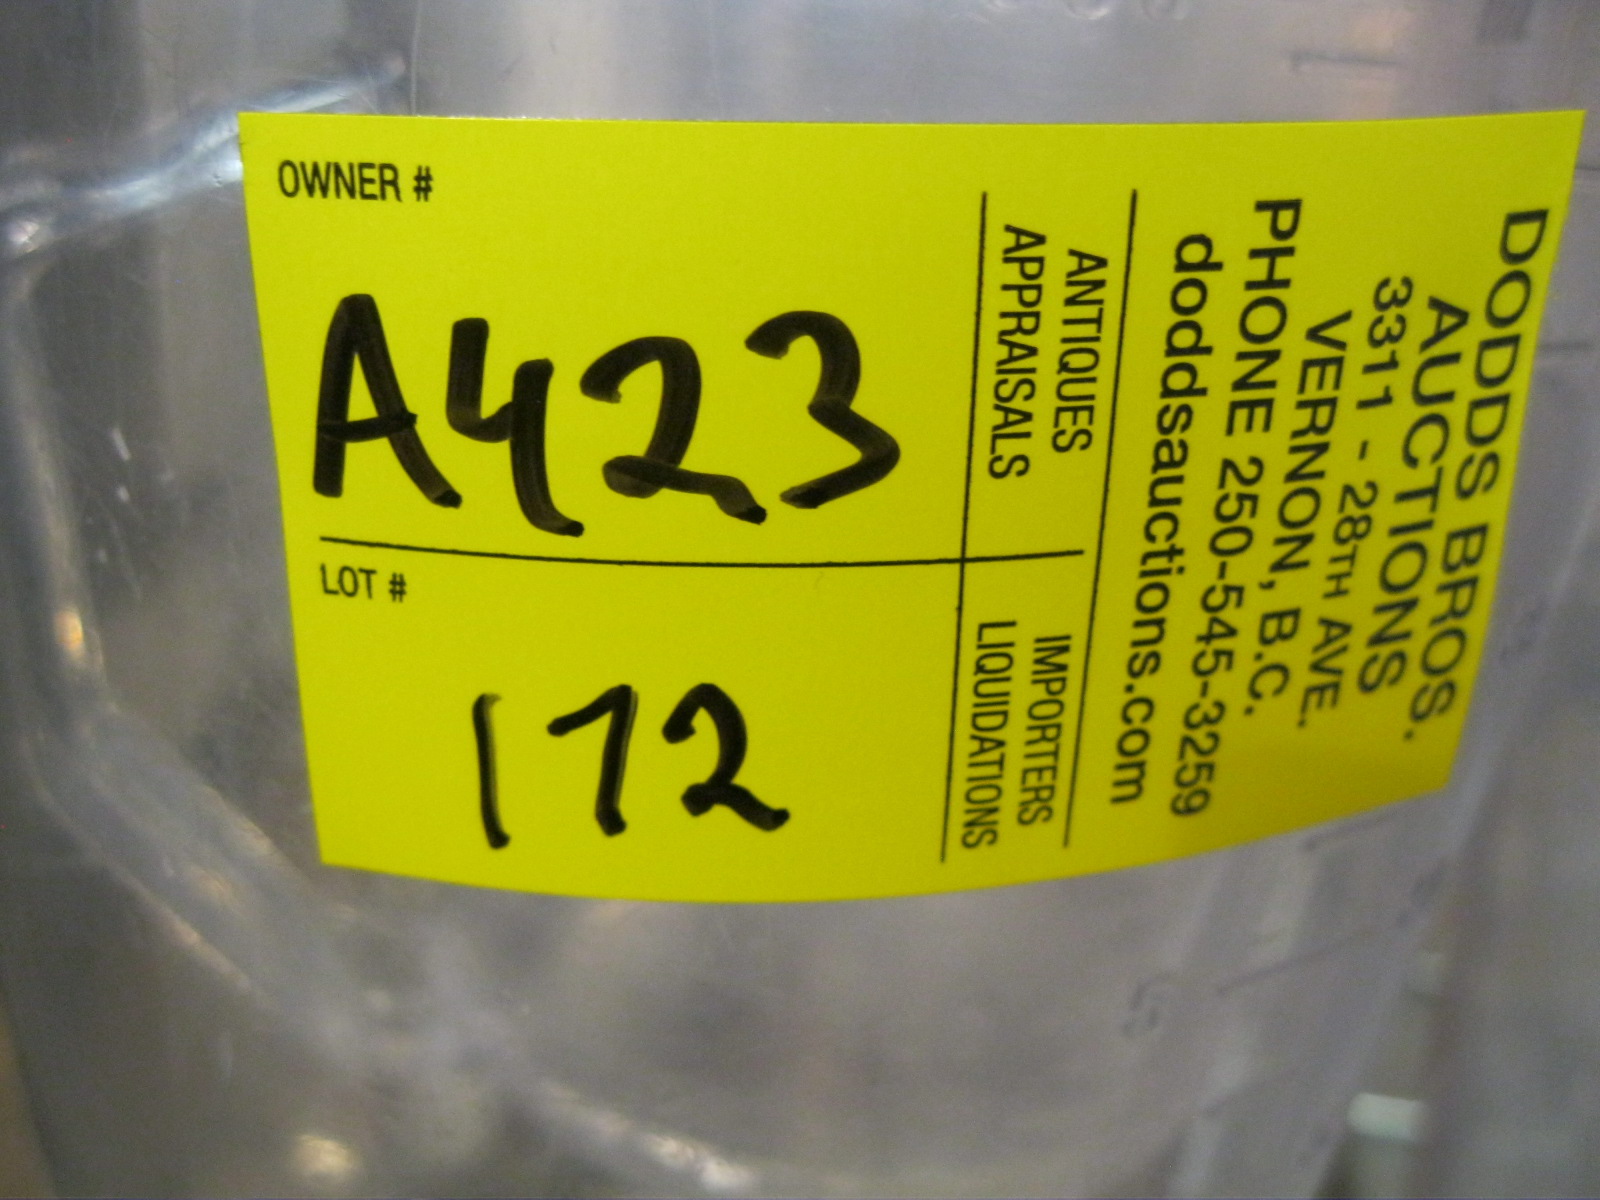 OWNER #
A423
LOT #
172
DODDS BROS.
AUCTIONS
3311 - 28TH AVE.
VERNON, B.C.
PHONE 250-545-3259
doddsauctions.com
ANTIQUES
APPRAISALS
IMPORTERS
LIQUIDATIONS